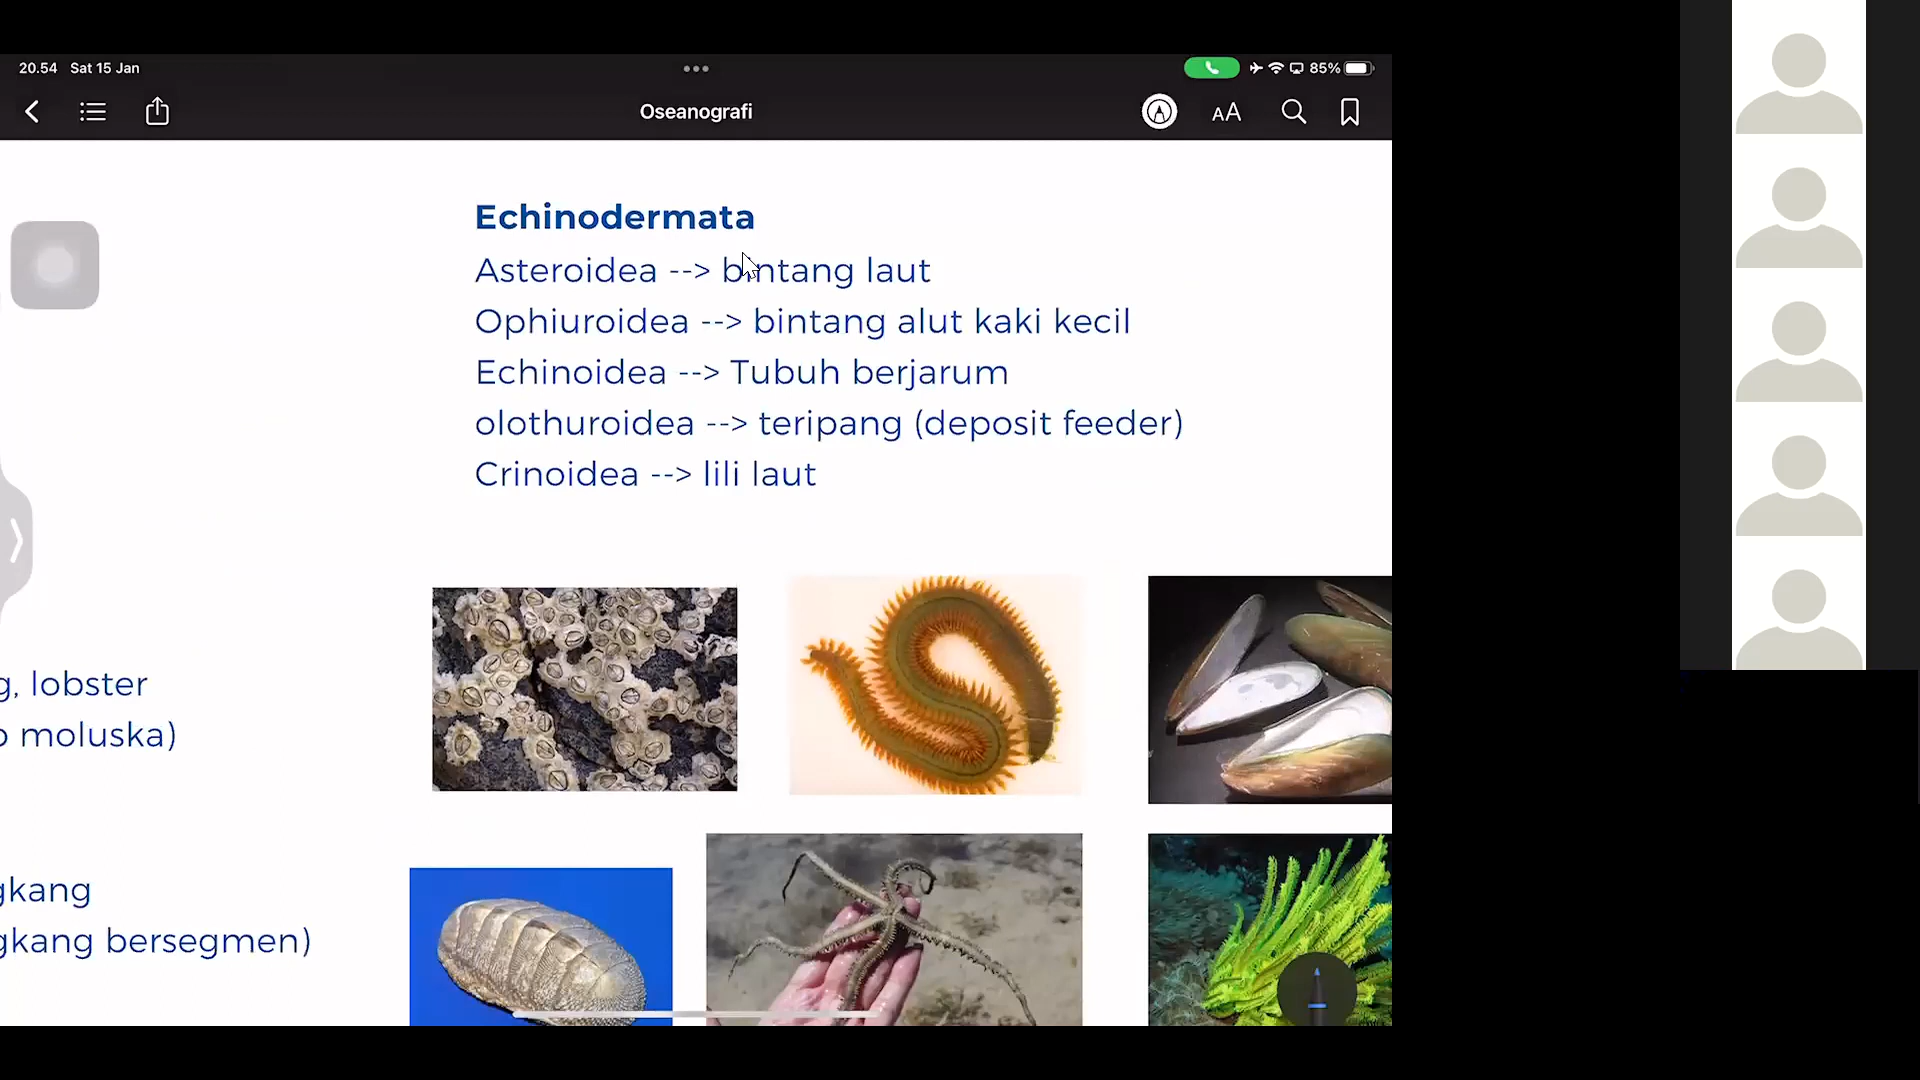 20.54 Sat 15 Jan
85%
Oseanografi
AA
Echinodermata
Asteroidea --> bintang laut
Ophiuroidea --> bintang alut kaki kecil
Echinoidea --> Tubuh berjarum
olothuroidea --> teripang (deposit feeder)
Crinoidea --> lili laut
g, lobster
o moluska)
gkang
gkang bersegmen)